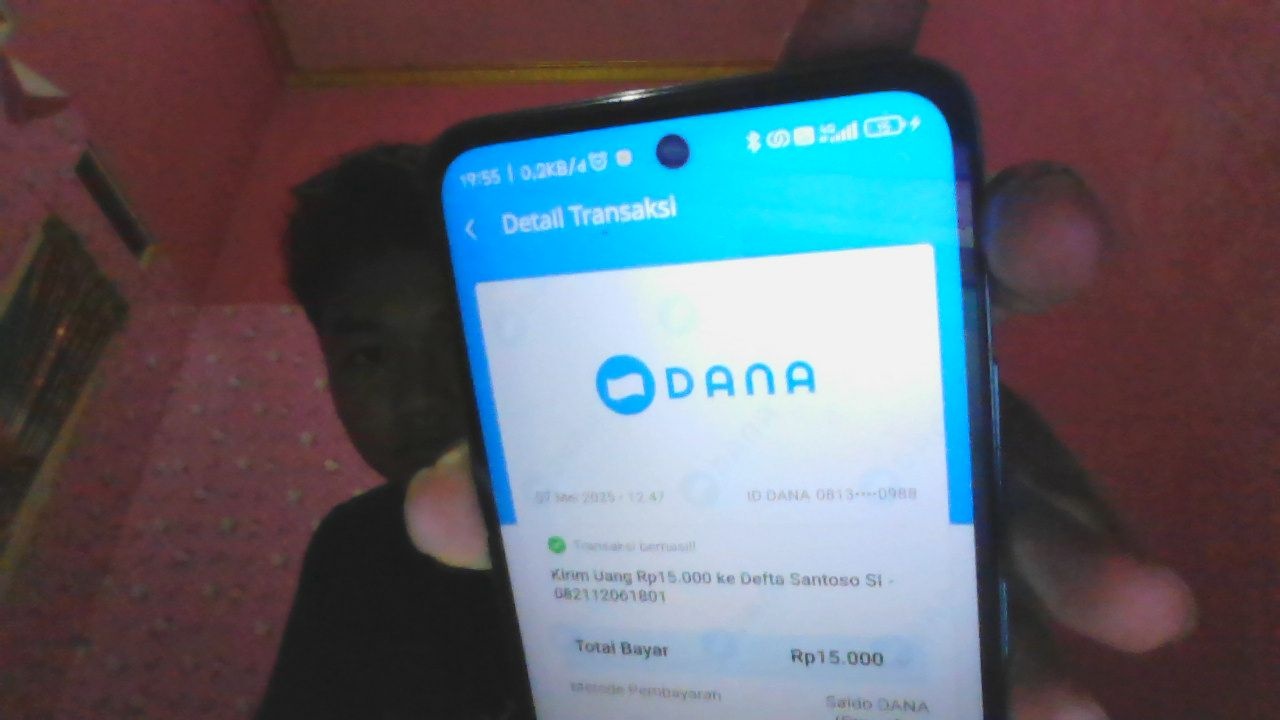 19:55 | 0,2KB/d
Detail Transaksi
DANA
07 Mei 2025 • 12.47
ID DANA 0813••••0988
Transaksi berhasil!
Kirim Uang Rp15.000 ke Defta Santoso SI -
082112061801
Total Bayar
Rp15.000
Metode Pembayaran
Saldo DANA